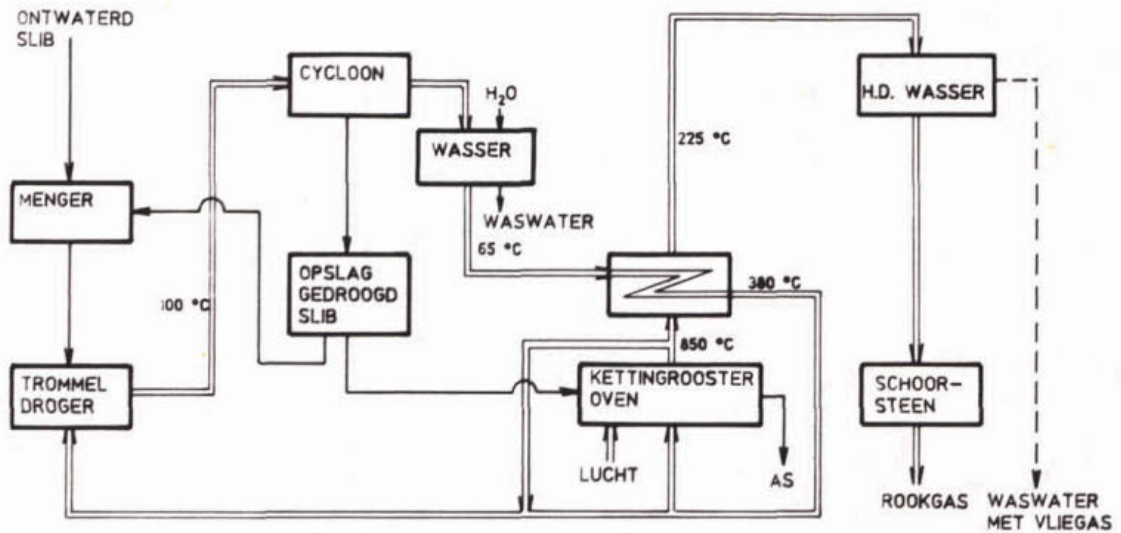 ONTWATERD
SLIB
CYCLOON
H₂O
H.D. WASSER
225 °C
WASSER
MENGER
WASWATER
65 °C
OPSLAG
GEDROOGD
SLIB
380 °C
100 °C
850 °C
TROMMEL
DROGER
KETTINGROOSTER
OVEN
SCHOOR-
STEEN
LUCHT
AS
ROOKGAS
WASWATER
MET VLIEGAS